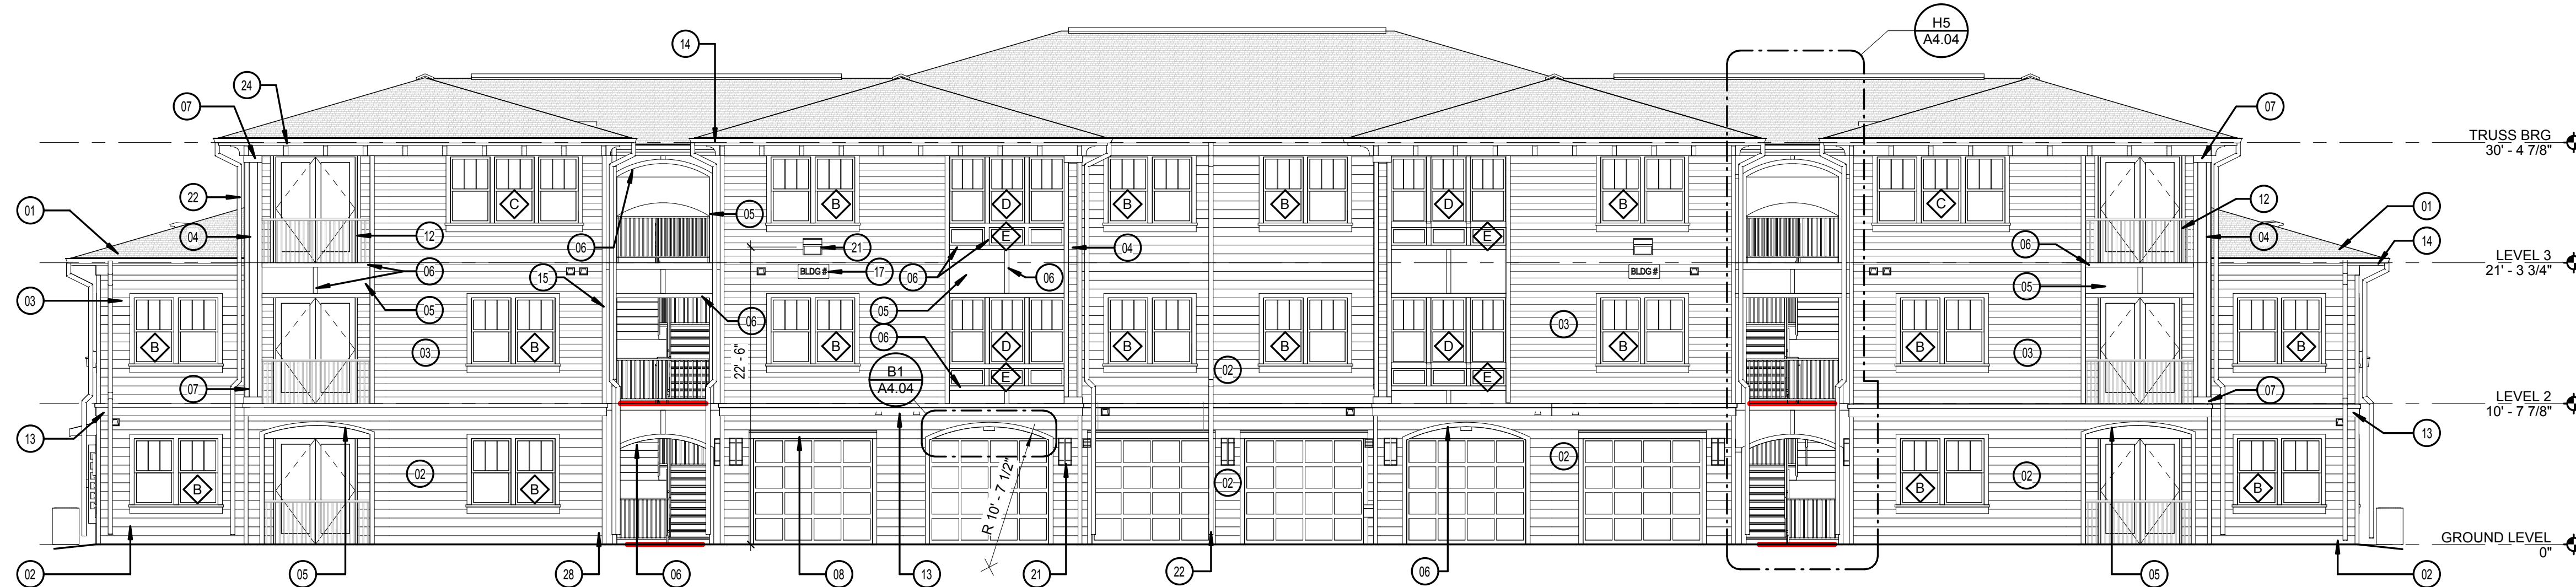 H5
A4.04
14
24
07
07
TRUSS BRG
30' - 4 7/8"
22
01
04
C
B
D
B
B
D
B
C
12
01
05
12
06
21
04
E
E
06
04
14
LEVEL 3
21' - 3 3/4"
06
15
BLDG #
17
06
06
BLDG #
03
05
05
05
06
03
06
03
B
B
B
D
B
B
D
B
B
B
03
22' - 6"
B1
A4.04
E
02
E
07
07
LEVEL 2
10' - 7 7/8"
13
13
02
02
02
02
B
B
R 10' - 7 1/2"
B
B
GROUND LEVEL
0"
02
05
28
06
08
13
21
22
06
05
02